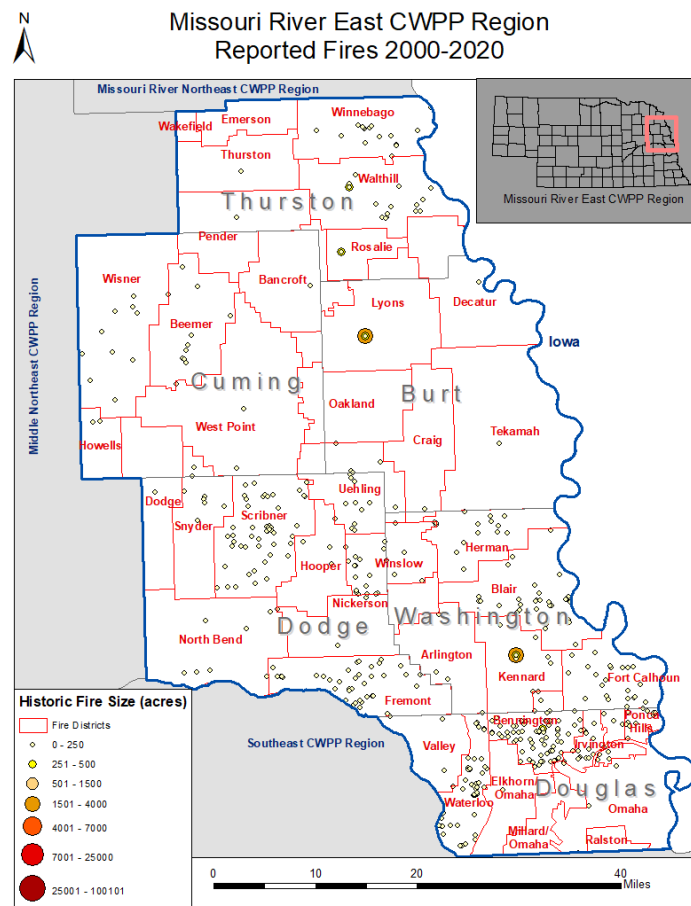 N
Missouri River East CWPP Region
Reported Fires 2000-2020
Missouri River Northeast CWPP Region
Missouri River East CWPP Region
Middle Northeast CWPP Region
Wakefield
Emerson
Winnebago
Thurston
Walthill
Thurston
Pender
Rosalie
Wisner
Bancroft
Lyons
Decatur
Beemer
Iowa
Cuming
Burt
Oakland
West Point
Craig
Tekamah
Howells
Dodge
Uehling
Snyder
Scribner
Herman
Hooper
Winslow
Blair
Nickerson
Washington
North Bend
Dodge
Arlington
Kennard
Fort Calhoun
Fremont
Southeast CWPP Region
Valley
Bennington
Ponca
Hills
Irvington
Elkhorn/
Omaha
Douglas
Waterloo
Omaha
Millard/
Omaha
Ralston
Historic Fire Size (acres)
Fire Districts
0 - 250
251 - 500
501 - 1500
1501 - 4000
4001 - 7000
7001 - 25000
25001 - 100101
0 10 20 40
Miles